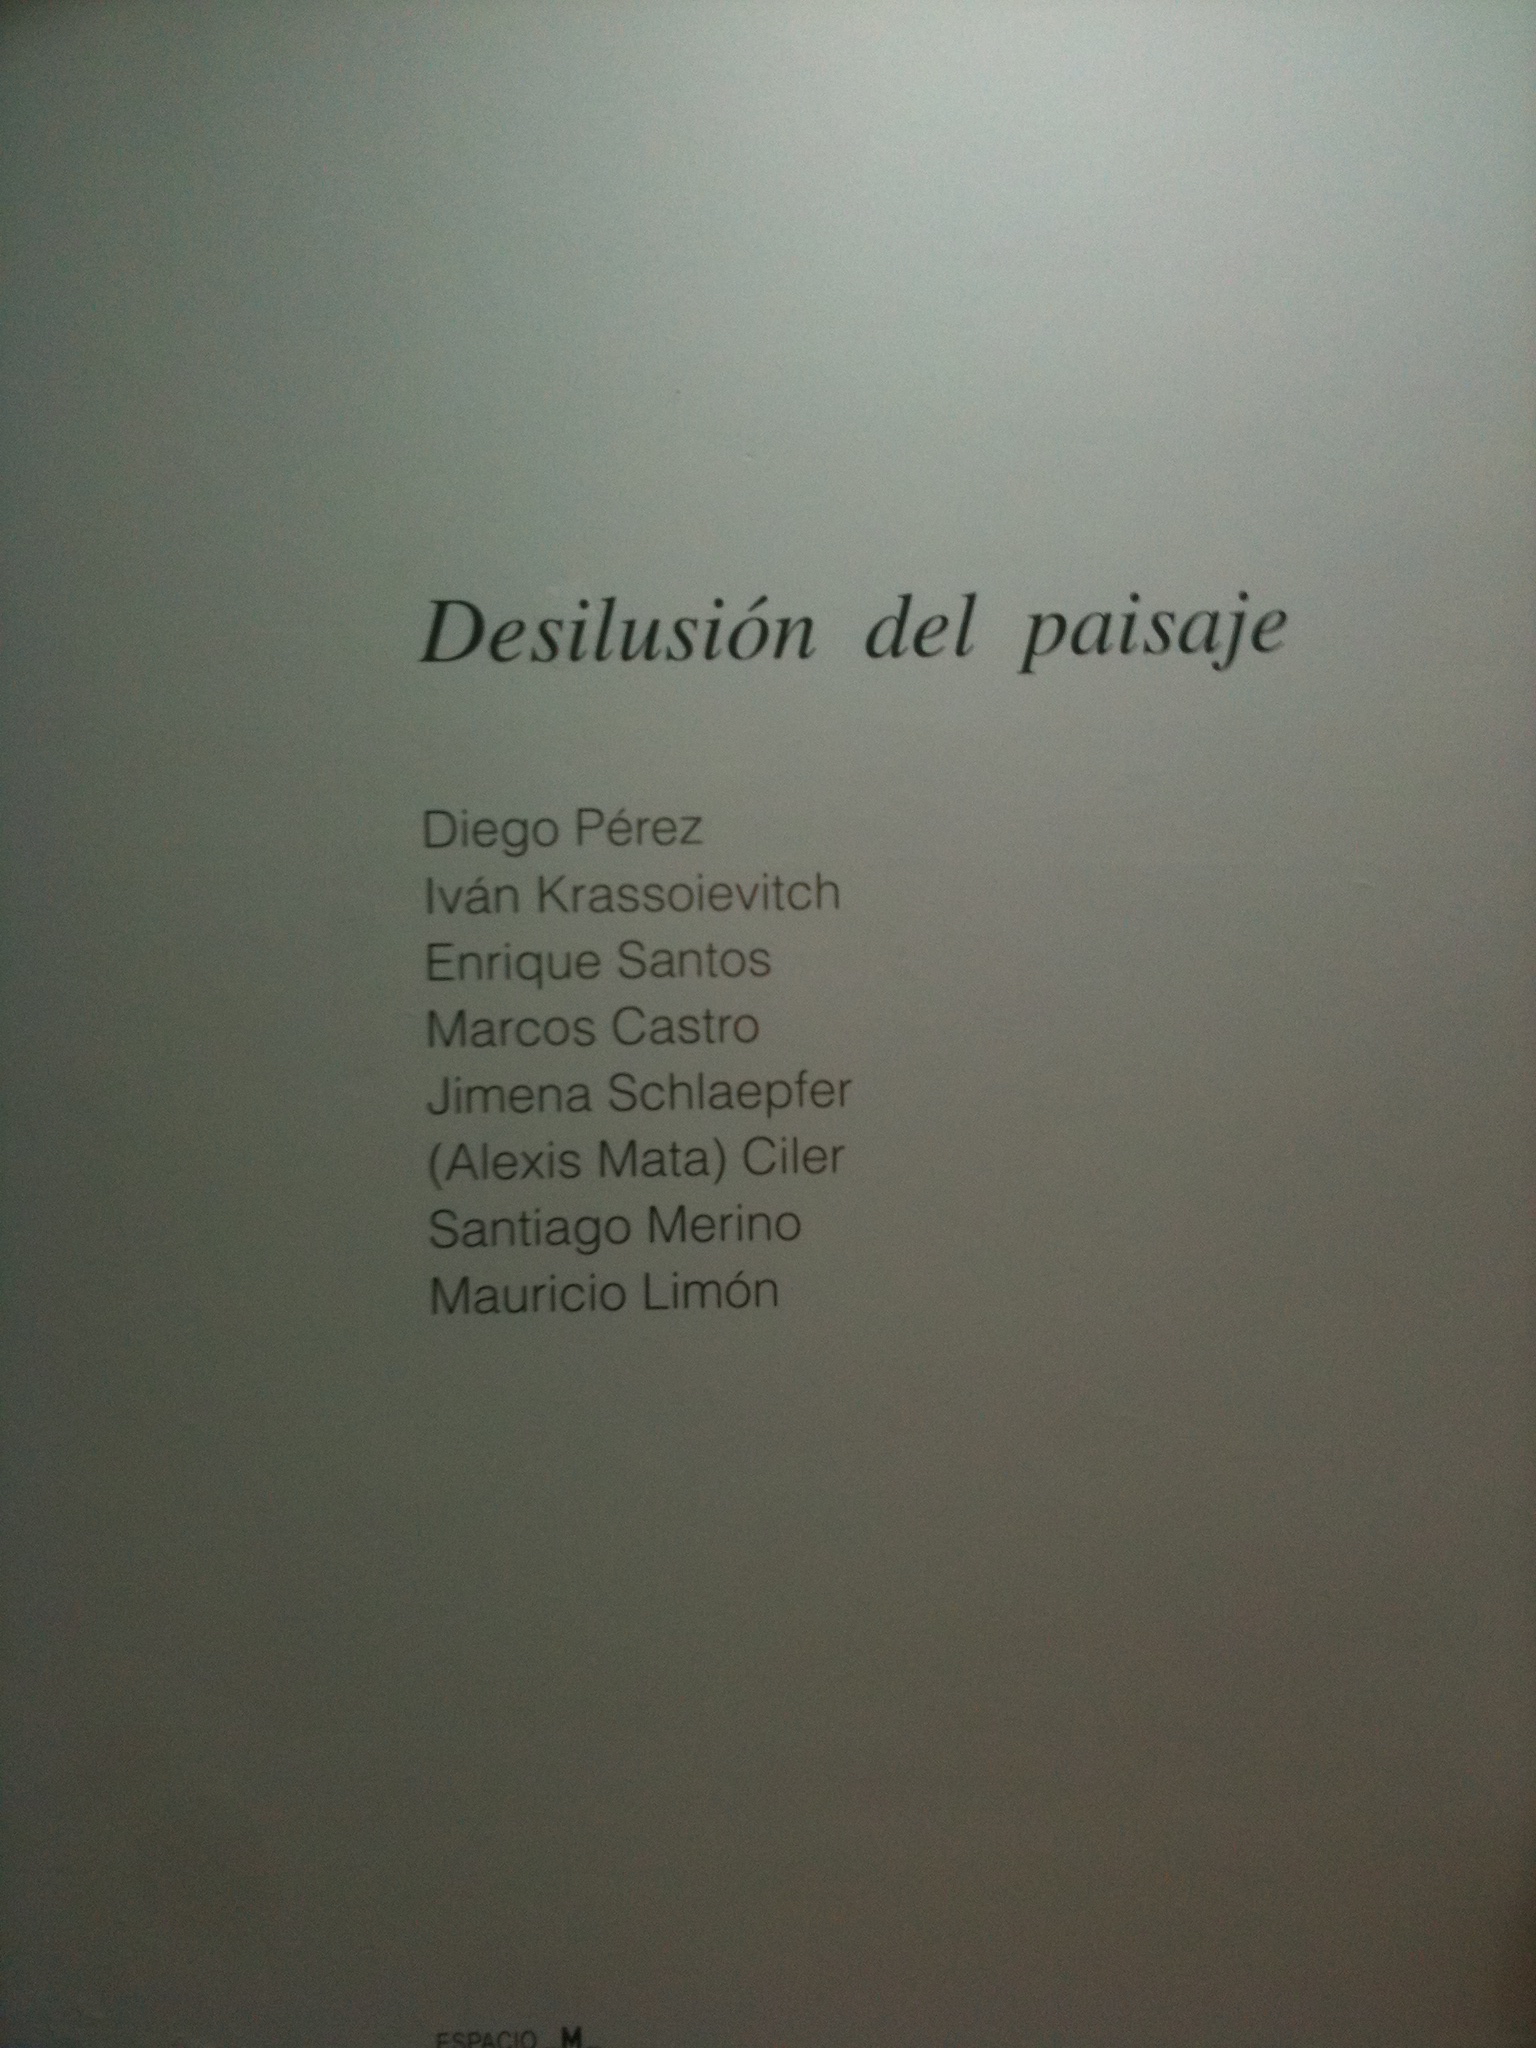 Desilusión del paisaje
Diego Pérez
Iván Krassoievitch
Enrique Santos
Marcos Castro
Jimena Schlaepfer
(Alexis Mata) Ciler
Santiago Merino
Mauricio Limón
ESPACIO M